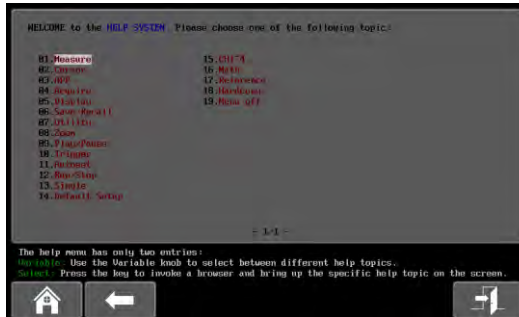 WELCOME to the HELP SYSTEM. Please choose one of the following topic:
01.Measure
02.Cursor
03.APP
04.Acquire
05.Display
06.Save/Recall
07.Utility
08.Zoom
09.Play/Pause
10.Trigger
11.Autoset
12.Run/Stop
13.Single
14.Default Setup
15.CH1~4
16.Math
17.Reference
18.Hardcopy
19.Menu off
- 1/1 -
The help menu has only two entries:
Variable: Use the Variable knob to select between different help topics.
Select: Press the key to invoke a browser and bring up the specific help topic on the screen.